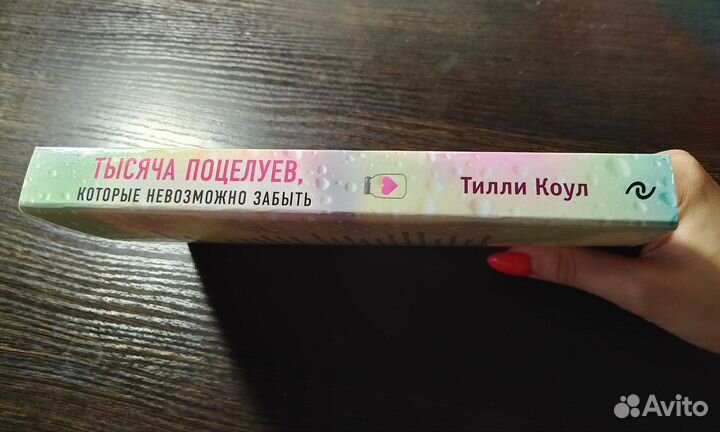 ТЫСЯЧА ПОЦЕЛУЕВ,
КОТОРЫЕ НЕВОЗМОЖНО ЗАБЫТЬ
Тилли Коул
Avito